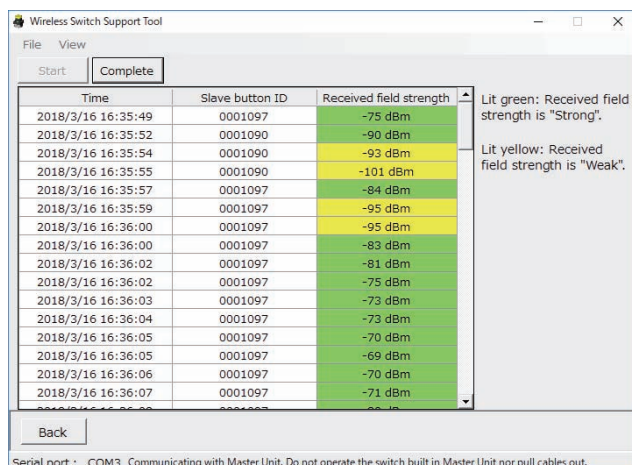 Wireless Switch Support Tool
File View
Start Complete
Time Slave button ID Received field strength
2018/3/16 16:35:49 0001097 -75 dBm
2018/3/16 16:35:52 0001090 -90 dBm
2018/3/16 16:35:54 0001090 -93 dBm
2018/3/16 16:35:55 0001090 -101 dBm
2018/3/16 16:35:57 0001097 -84 dBm
2018/3/16 16:35:59 0001097 -95 dBm
2018/3/16 16:36:00 0001097 -95 dBm
2018/3/16 16:36:00 0001097 -83 dBm
2018/3/16 16:36:02 0001097 -81 dBm
2018/3/16 16:36:02 0001097 -75 dBm
2018/3/16 16:36:03 0001097 -73 dBm
2018/3/16 16:36:04 0001097 -73 dBm
2018/3/16 16:36:05 0001097 -70 dBm
2018/3/16 16:36:05 0001097 -69 dBm
2018/3/16 16:36:06 0001097 -70 dBm
2018/3/16 16:36:07 0001097 -71 dBm
Lit green: Received field
strength is "Strong".
Lit yellow: Received
field strength is "Weak".
Back
Serial port : COM3 Communicating with Master Unit. Do not operate the switch built in Master Unit nor pull cables out.